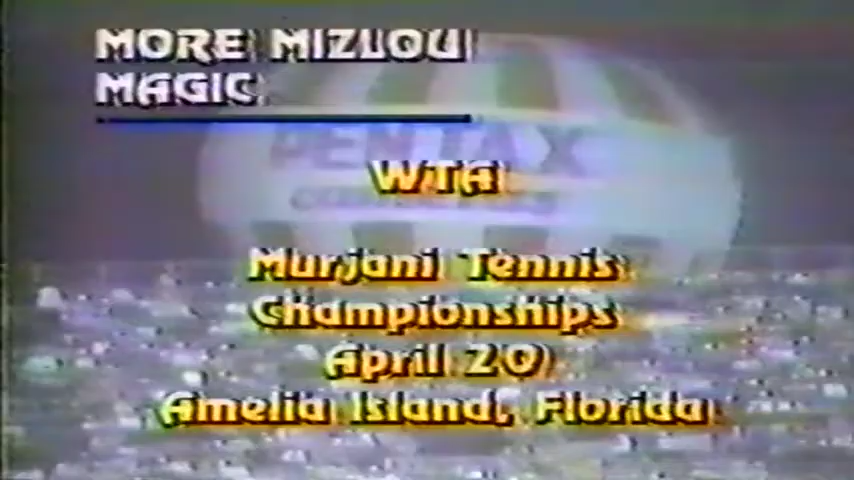 MORE MIZLOU
MAGIC
PENTAX
WTA
Murjani Tennis
Championships
April 20
Amelia Island, Florida